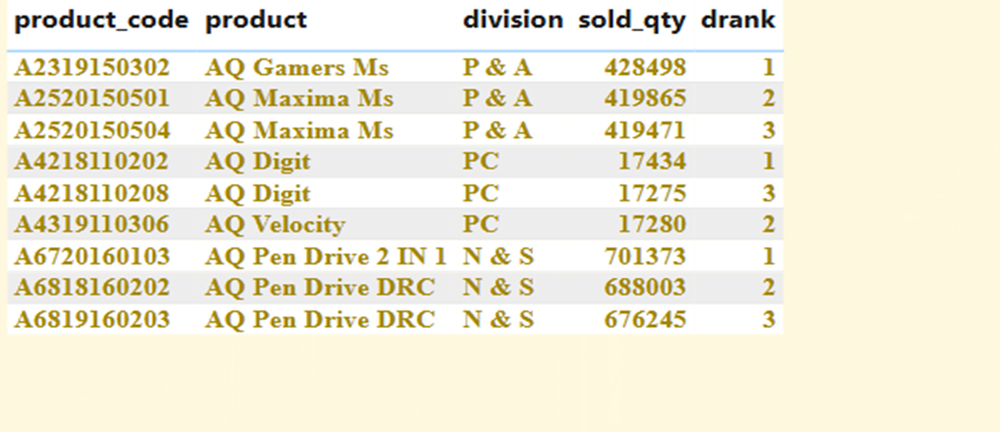 product_code product division sold_qty drank
A2319150302 AQ Gamers Ms P & A 428498 1
A2520150501 AQ Maxima Ms P & A 419865 2
A2520150504 AQ Maxima Ms P & A 419471 3
A4218110202 AQ Digit PC 17434 1
A4218110208 AQ Digit PC 17275 3
A4319110306 AQ Velocity PC 17280 2
A6720160103 AQ Pen Drive 2 IN 1 N & S 701373 1
A6818160202 AQ Pen Drive DRC N & S 688003 2
A6819160203 AQ Pen Drive DRC N & S 676245 3